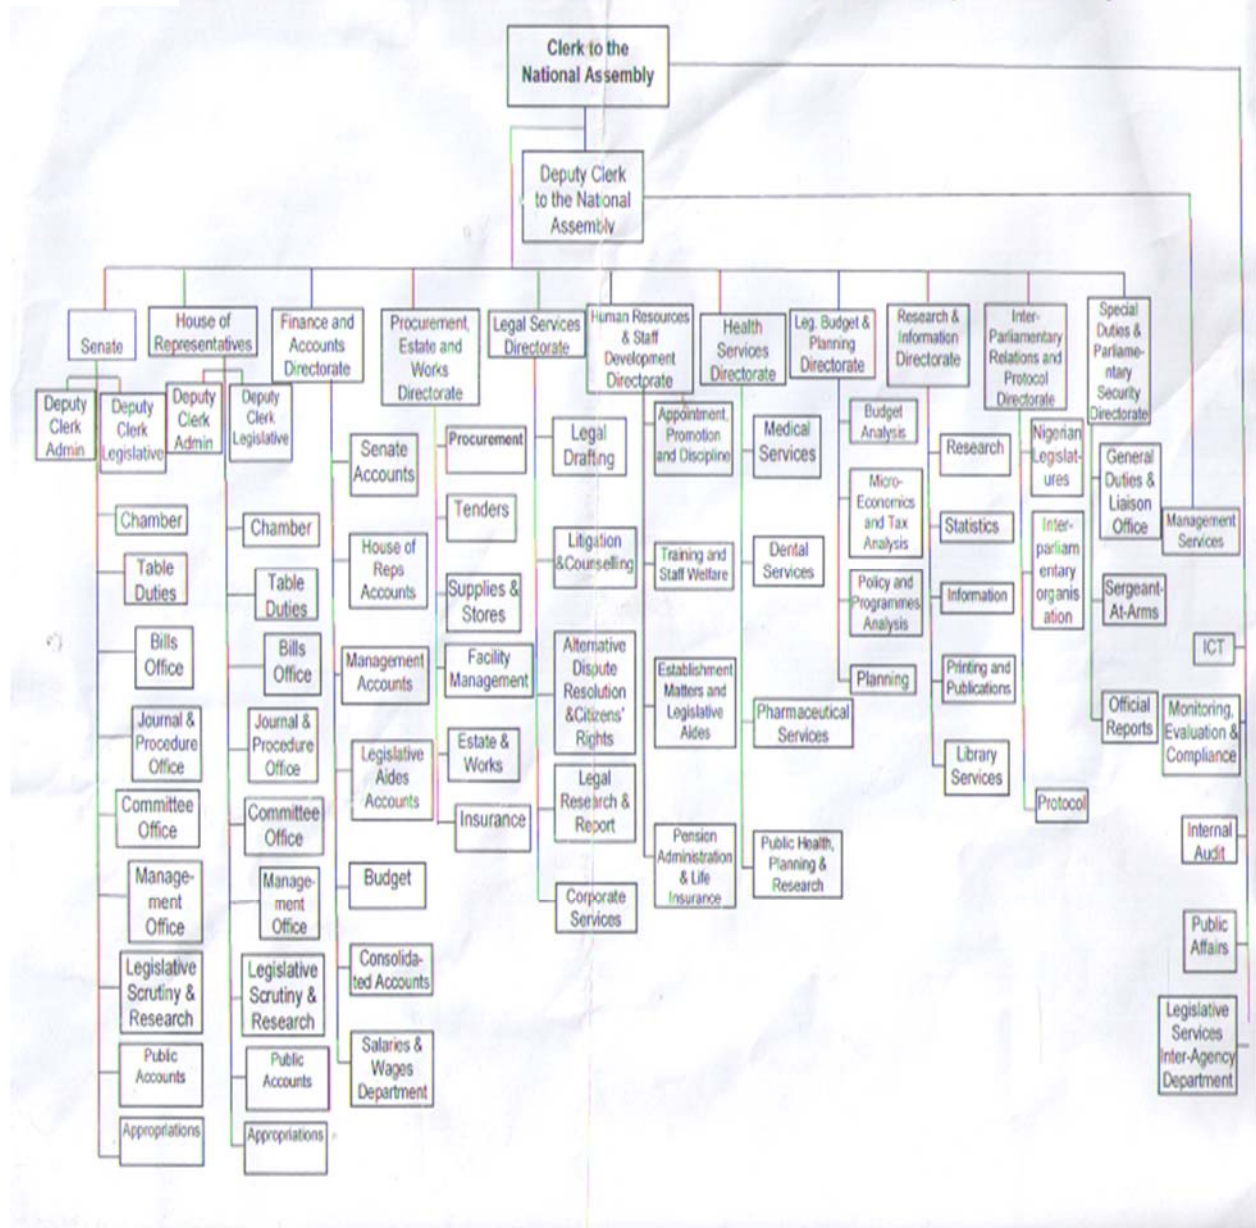 Clerk to the
National Assembly
Deputy Clerk
to the National
Assembly
Senate
House of
Representatives
Finance and
Accounts
Directorate
Procurement,
Estate and
Works
Directorate
Legal Services
Directorate
Human Resources
& Staff
Development
Directorate
Health
Services
Directorate
Leg. Budget &
Planning
Directorate
Research &
Information
Directorate
Inter-
Parliamentary
Relations and
Protocol
Directorate
Special
Duties &
Parliame-
ntary
Security
Directorate
Deputy
Clerk
Admin
Deputy
Clerk
Legislative
Deputy
Clerk
Admin
Deputy
Clerk
Legislative
Chamber
Table
Duties
Bills
Office
Journal &
Procedure
Office
Committee
Office
Manage-
ment
Office
Legislative
Scrutiny &
Research
Public
Accounts
Appropriations
Chamber
Table
Duties
Bills
Office
Journal &
Procedure
Office
Committee
Office
Manage-
ment
Office
Legislative
Scrutiny &
Research
Public
Accounts
Appropriations
Senate
Accounts
House of
Reps
Accounts
Management
Accounts
Legislative
Aides
Accounts
Budget
Consolida-
ted Accounts
Salaries &
Wages
Department
Procurement
Tenders
Supplies &
Stores
Facility
Management
Estate &
Works
Insurance
Legal
Drafting
Litigation
&Counselling
Alternative
Dispute
Resolution
&Citizens'
Rights
Legal
Research &
Report
Corporate
Services
Appointment,
Promotion
and Discipline
Training and
Staff Welfare
Establishment
Matters and
Legislative
Aides
Pension
Administration
& Life
Insurance
Medical
Services
Dental
Services
Pharmaceutical
Services
Public Health,
Planning &
Research
Budget
Analysis
Micro-
Economics
and Tax
Analysis
Policy and
Programmes
Analysis
Planning
Research
Statistics
Information
Printing and
Publications
Library
Services
Nigerian
Legislat-
ures
Inter-
parliam
entary
organis
ation
Protocol
General
Duties &
Liaison
Office
Sergeant-
At-Arms
Official
Reports
Management
Services
ICT
Monitoring,
Evaluation &
Compliance
Internal
Audit
Public
Affairs
Legislative
Services
Inter-Agency
Department